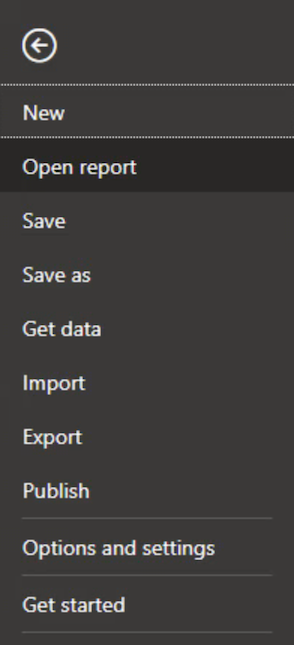 New
Open report
Save
Save as
Get data
Import
Export
Publish
Options and settings
Get started